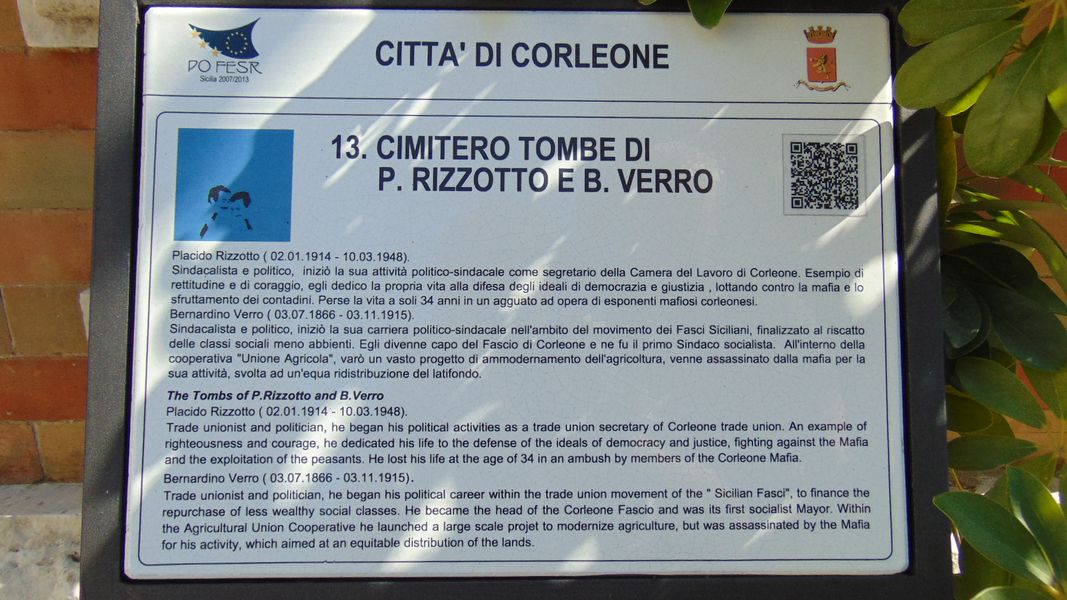 PO FESR
Sicilia 2007/2013
CITTA' DI CORLEONE
13. CIMITERO TOMBE DI
P. RIZZOTTO E B. VERRO
Placido Rizzotto ( 02.01.1914 - 10.03.1948).
Sindacalista e politico, iniziò la sua attività politico-sindacale come segretario della Camera del Lavoro di Corleone. Esempio di
rettitudine e di coraggio, egli dedico la propria vita alla difesa degli ideali di democrazia e giustizia , lottando contro la mafia e lo
sfruttamento dei contadini. Perse la vita a soli 34 anni in un agguato ad opera di esponenti mafiosi corleonesi.
Bernardino Verro ( 03.07.1866 - 03.11.1915).
Sindacalista e politico, iniziò la sua carriera politico-sindacale nell'ambito del movimento dei Fasci Siciliani, finalizzato al riscatto
delle classi sociali meno abbienti. Egli divenne capo del Fascio di Corleone e ne fu il primo Sindaco socialista. All'interno della
cooperativa "Unione Agricola", varò un vasto progetto di ammodernamento dell'agricoltura, venne assassinato dalla mafia per la
sua attività, svolta ad un'equa ridistribuzione del latifondo.
The Tombs of P.Rizzotto and B.Verro
Placido Rizzotto ( 02.01.1914 - 10.03.1948).
Trade unionist and politician, he began his political activities as a trade union secretary of Corleone trade union. An example of
righteousness and courage, he dedicated his life to the defense of the ideals of democracy and justice, fighting against the Mafia
and the exploitation of the peasants. He lost his life at the age of 34 in an ambush by members of the Corleone Mafia.
Bernardino Verro ( 03.07.1866 - 03.11.1915).
Trade unionist and politician, he began his political career within the trade union movement of the " Sicilian Fasci", to finance the
repurchase of less wealthy social classes. He became the head of the Corleone Fascio and was its first socialist Mayor. Within
the Agricultural Union Cooperative he launched a large scale projet to modernize agriculture, but was assassinated by the Mafia
for his activity, which aimed at an equitable distribution of the lands.